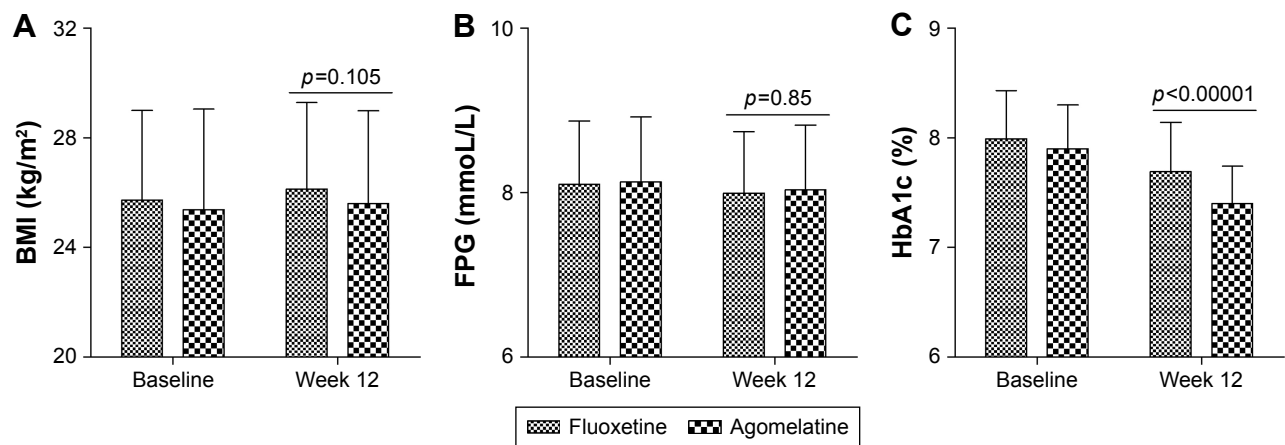 A
BMI (kg/m²)
32
28
24
20
p=0.105
Baseline
Week 12
B
FPG (mmoL/L)
10
8
6
p=0.85
Baseline
Week 12
C
HbA1c (%)
9
8
7
6
p<0.00001
Baseline
Week 12
Fluoxetine
Agomelatine